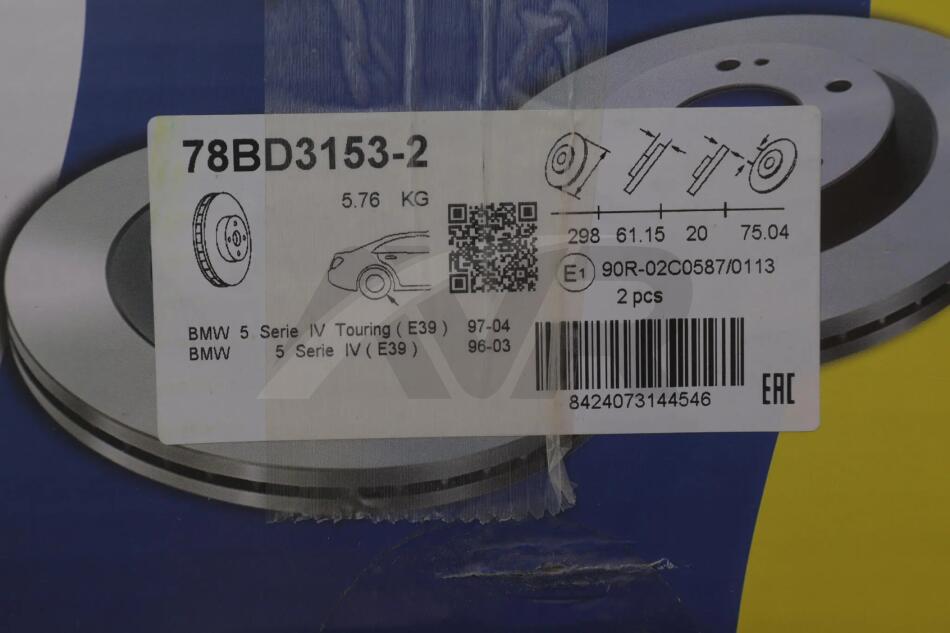 78BD3153-2
5.76 KG
298 61.15 20 75.04
E1 90R-02C0587/0113
2 pcs
BMW 5 Serie IV Touring ( E39 ) 97-04
BMW 5 Serie IV ( E39 ) 96-03
8424073144546
EAC
AVD